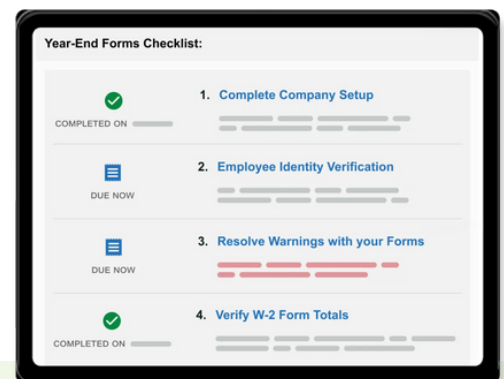 Year-End Forms Checklist:
1. Complete Company Setup
COMPLETED ON
2. Employee Identity Verification
DUE NOW
3. Resolve Warnings with your Forms
DUE NOW
4. Verify W-2 Form Totals
COMPLETED ON